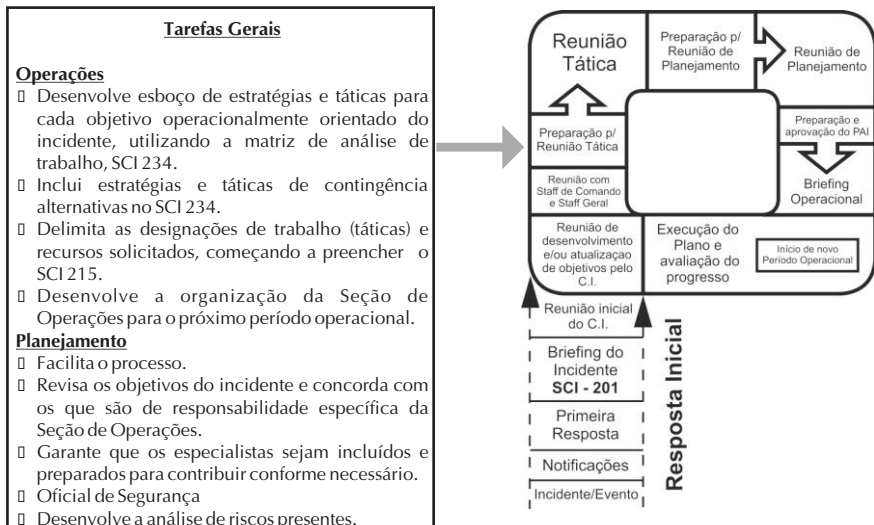 Tarefas Gerais
Operações
▯ Desenvolve esboço de estratégias e táticas para
cada objetivo operacionalmente orientado do
incidente, utilizando a matriz de análise de
trabalho, SCI 234.
▯ Inclui estratégias e táticas de contingência
alternativas no SCI 234.
▯ Delimita as designações de trabalho (táticas) e
recursos solicitados, começando a preencher o
SCI 215.
▯ Desenvolve a organização da Seção de
Operações para o próximo período operacional.
Planejamento
▯ Facilita o processo.
▯ Revisa os objetivos do incidente e concorda com
os que são de responsabilidade específica da
Seção de Operações.
▯ Garante que os especialistas sejam incluídos e
preparados para contribuir conforme necessário.
▯ Oficial de Segurança
▯ Desenvolve a análise de riscos presentes.
Reunião
Tática
Preparação p/
Reunião de
Planejamento
Reunião de
Planejamento
Preparação p/
Reunião Tática
Preparação e
aprovação do PAI
Reunião com
Staff de Comando
e Staff Geral
Briefing
Operacional
Reunião de
desenvolvimento
e/ou atualizaçao
de objetivos pelo
C.I.
Execução do
Plano e
avaliação do
progresso
Início de novo
Período Operacional
Reunião inicial
do C.I.
Briefing do
Incidente
SCI - 201
Primeira
Resposta
Notificações
Incidente/Evento
Resposta Inicial